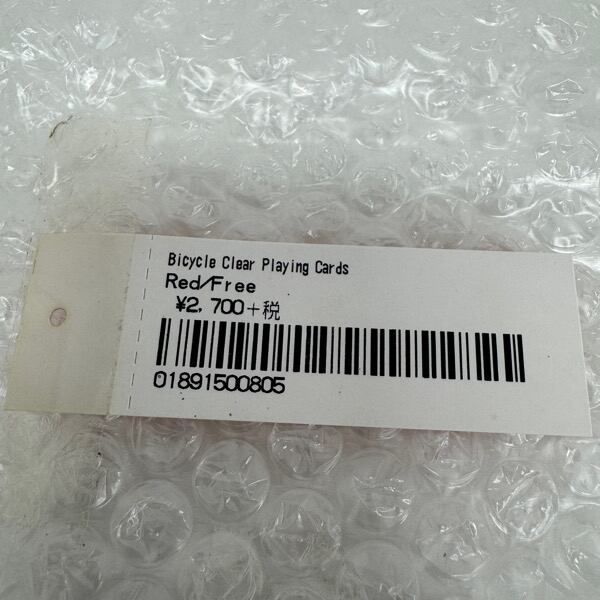 Bicycle Clear Playing Cards
Red/Free
¥2,700+税
01891500805